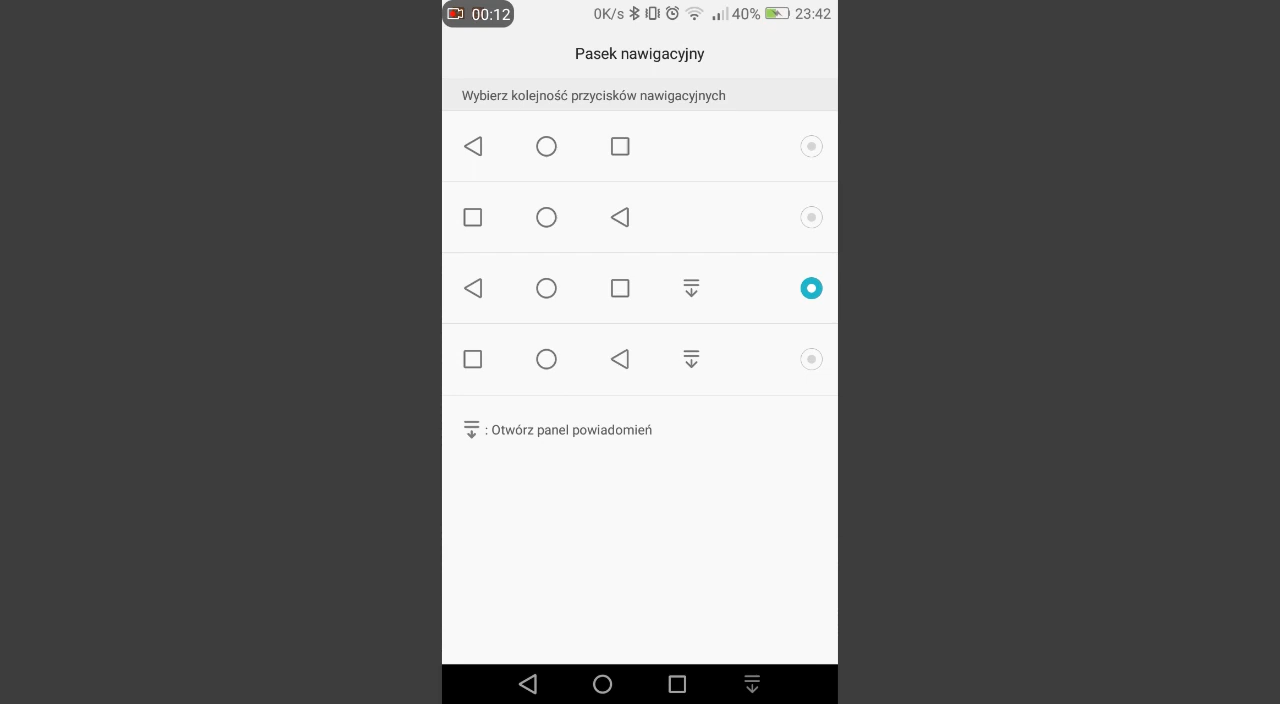 00:12 0K/s 40% 23:42
Pasek nawigacyjny
Wybierz kolejność przycisków nawigacyjnych
: Otwórz panel powiadomień